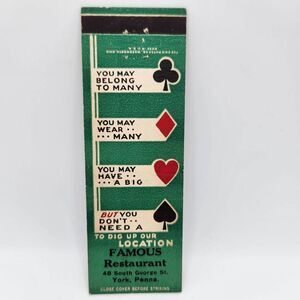 YOU MAY
BELONG
TO MANY
YOU MAY
WEAR ..
... MANY
YOU MAY
HAVE ..
... A BIG
BUT YOU
DON'T ..
NEED A
TO DIG UP OUR
LOCATION
FAMOUS
Restaurant
48 South George St.
York, Penna.
CLOSE COVER BEFORE STRIKING